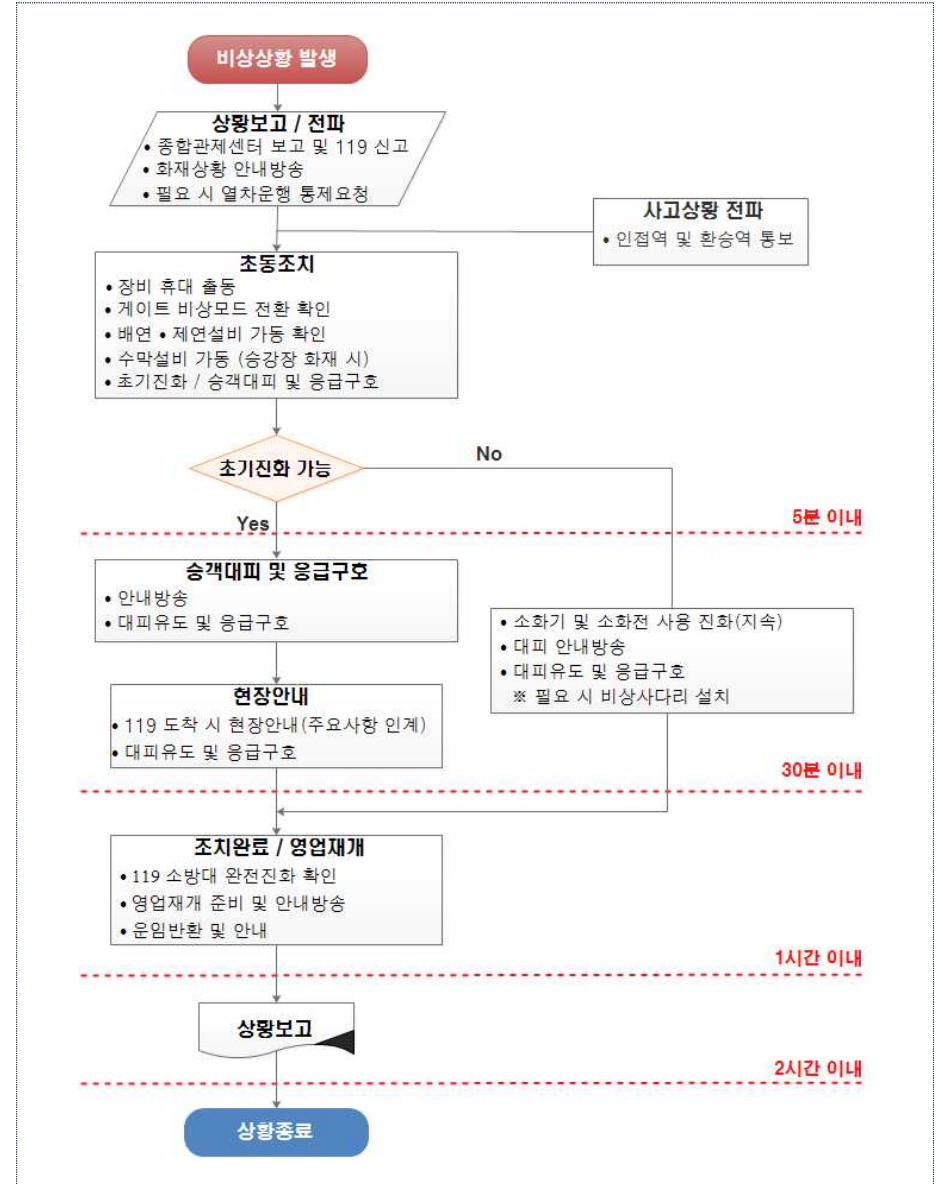 비상상황 발생
상황보고 / 전파
• 종합관제센터 보고 및 119 신고
• 화재상황 안내방송
• 필요 시 열차운행 통제요청
사고상황 전파
• 인접역 및 환승역 통보
초동조치
• 장비 휴대 출동
• 게이트 비상모드 전환 확인
• 배연 • 제연설비 가동 확인
• 수막설비 가동 (승강장 화재 시)
• 초기진화 / 승객대피 및 응급구호
초기진화 가능
No
Yes
5분 이내
승객대피 및 응급구호
• 안내방송
• 대피유도 및 응급구호
• 소화기 및 소화전 사용 진화(지속)
• 대피 안내방송
• 대피유도 및 응급구호
※ 필요 시 비상사다리 설치
현장안내
• 119 도착 시 현장안내(주요사항 인계)
• 대피유도 및 응급구호
30분 이내
조치완료 / 영업재개
• 119 소방대 완전진화 확인
• 영업재개 준비 및 안내방송
• 운임반환 및 안내
1시간 이내
상황보고
2시간 이내
상황종료